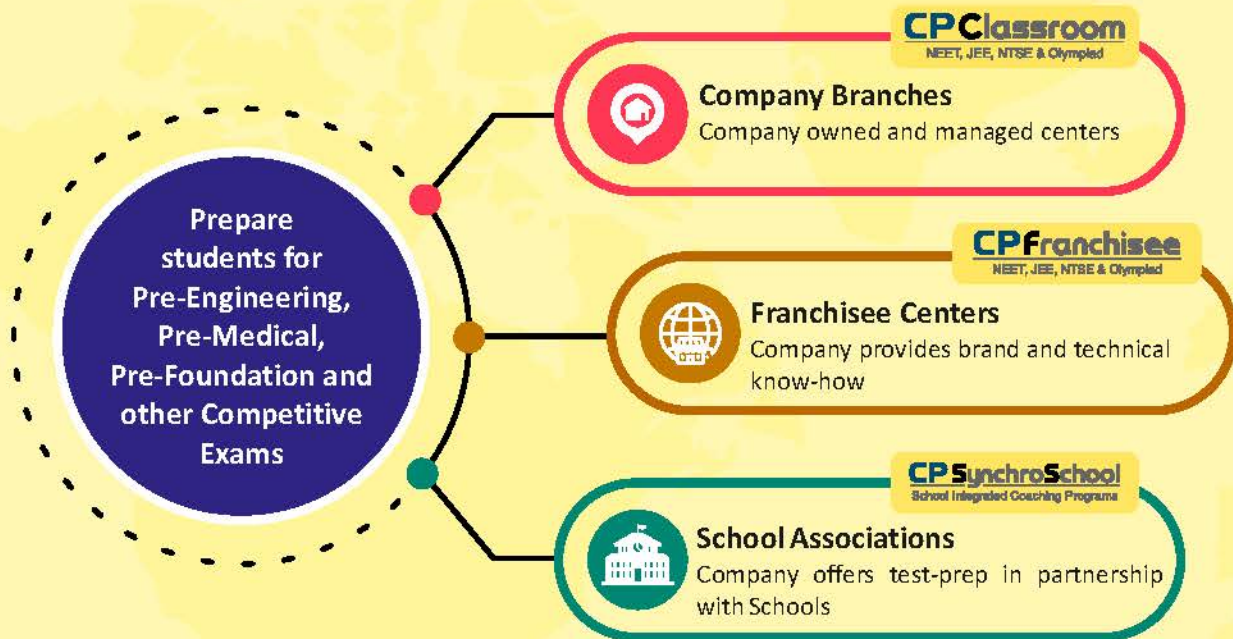 Prepare
students for
Pre-Engineering,
Pre-Medical,
Pre-Foundation and
other Competitive
Exams
CPClassroom
NEET, JEE, NTSE & Olympiad
Company Branches
Company owned and managed centers
CPFranchisee
NEET, JEE, NTSE & Olympiad
Franchisee Centers
Company provides brand and technical
know-how
CPSynchroSchool
School Integrated Coaching Programs
School Associations
Company offers test-prep in partnership
with Schools